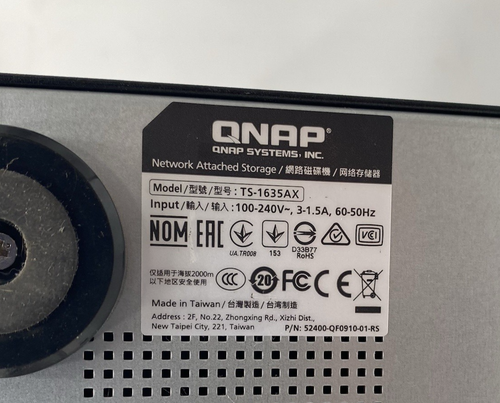 QNAP®
QNAP SYSTEMS, INC.
Network Attached Storage / 網路磁碟機 / 网络存储器
Model / 型號 / 型号 : TS-1635AX
Input / 輸入 / 输入 : 100-240V~, 3-1.5A, 60-50Hz
NOM EAC UA.TR008 153 D33B77 RoHS VCI
仅适用于海拔2000m
以下地区安全使用
CCC 20 FC CE
Made in Taiwan / 台灣製造 / 台湾制造
Address : 2F, No.22, Zhongxing Rd., Xizhi Dist.,
New Taipei City, 221, Taiwan
P/N: 52400-QF0910-01-RS